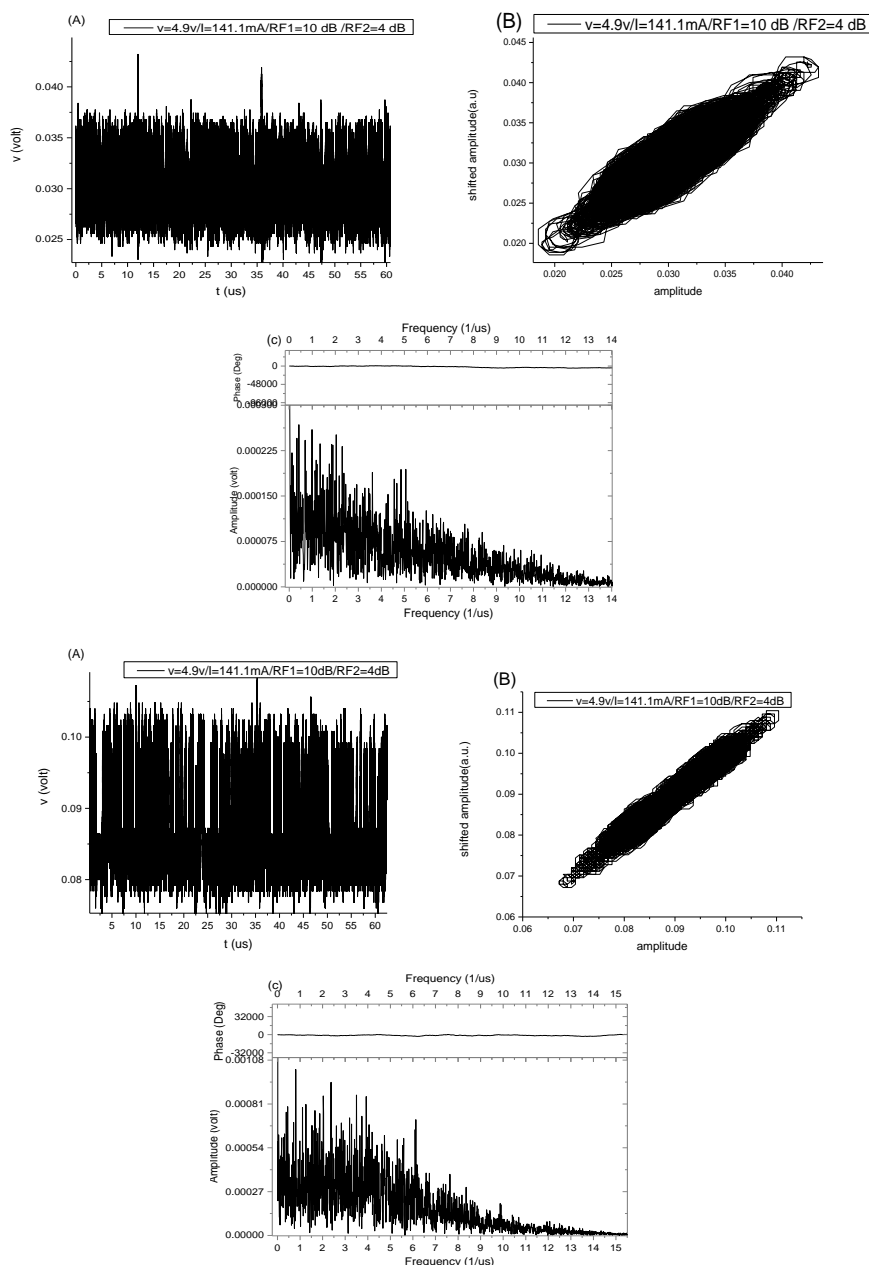 (A)
v=4.9v/I=141.1mA/RF1=10 dB /RF2=4 dB
0.040
0.035
0.030
0.025
v (volt)
0 5 10 15 20 25 30 35 40 45 50 55 60
t (us)
(B)
v=4.9v/I=141.1mA/RF1=10 dB /RF2=4 dB
0.045
0.040
0.035
0.030
0.025
0.020
shifted amplitude(a.u)
0.020 0.025 0.030 0.035 0.040
amplitude
Frequency (1/us)
(c)
0 1 2 3 4 5 6 7 8 9 10 11 12 13 14
Phase (Deg)
0
-48000
0.000225
0.000150
0.000075
0.000000
Amplitude (volt)
0 1 2 3 4 5 6 7 8 9 10 11 12 13 14
Frequency (1/us)
(A)
v=4.9v/I=141.1mA/RF1=10dB/RF2=4dB
0.10
0.09
0.08
v (volt)
5 10 15 20 25 30 35 40 45 50 55 60
t (us)
(B)
v=4.9v/I=141.1mA/RF1=10dB/RF2=4dB
0.11
0.10
0.09
0.08
0.07
0.06
shifted amplitude(a.u.)
0.06 0.07 0.08 0.09 0.10 0.11
amplitude
Frequency (1/us)
(c)
0 1 2 3 4 5 6 7 8 9 10 11 12 13 14 15
Phase (Deg)
32000
0
-32000
0.00108
0.00081
0.00054
0.00027
0.00000
Amplitude (volt)
0 1 2 3 4 5 6 7 8 9 10 11 12 13 14 15
Frequency (1/us)